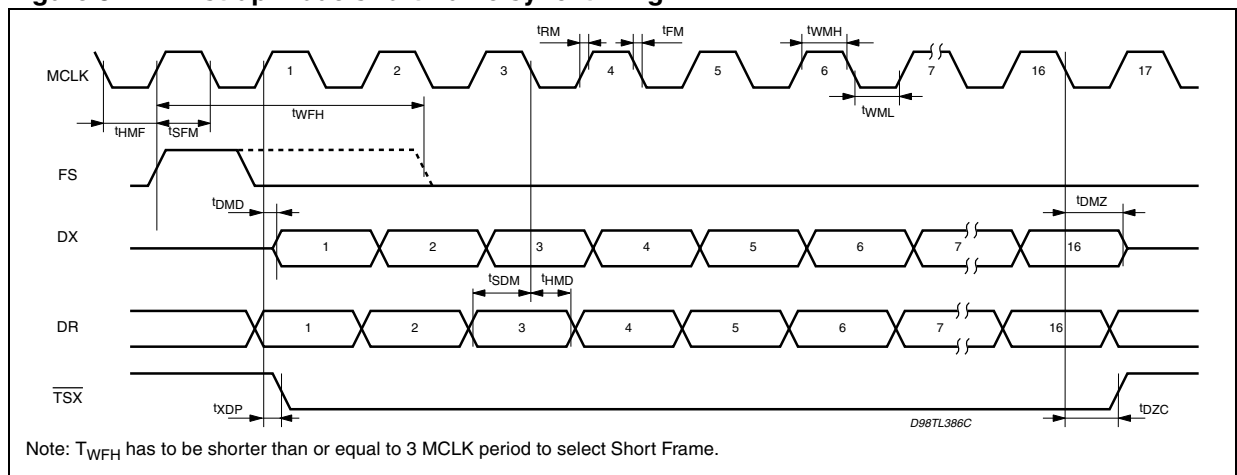 tRM tFM tWMH
MCLK 1 2 3 4 5 6 7 16 17
tWFH tWML
tHMF tSFM
FS
tDMD tDMZ
DX 1 2 3 4 5 6 7 16
tSDM tHMD
DR 1 2 3 4 5 6 7 16
TSX
tXDP tDZC
D98TL386C
Note: TWFH has to be shorter than or equal to 3 MCLK period to select Short Frame.